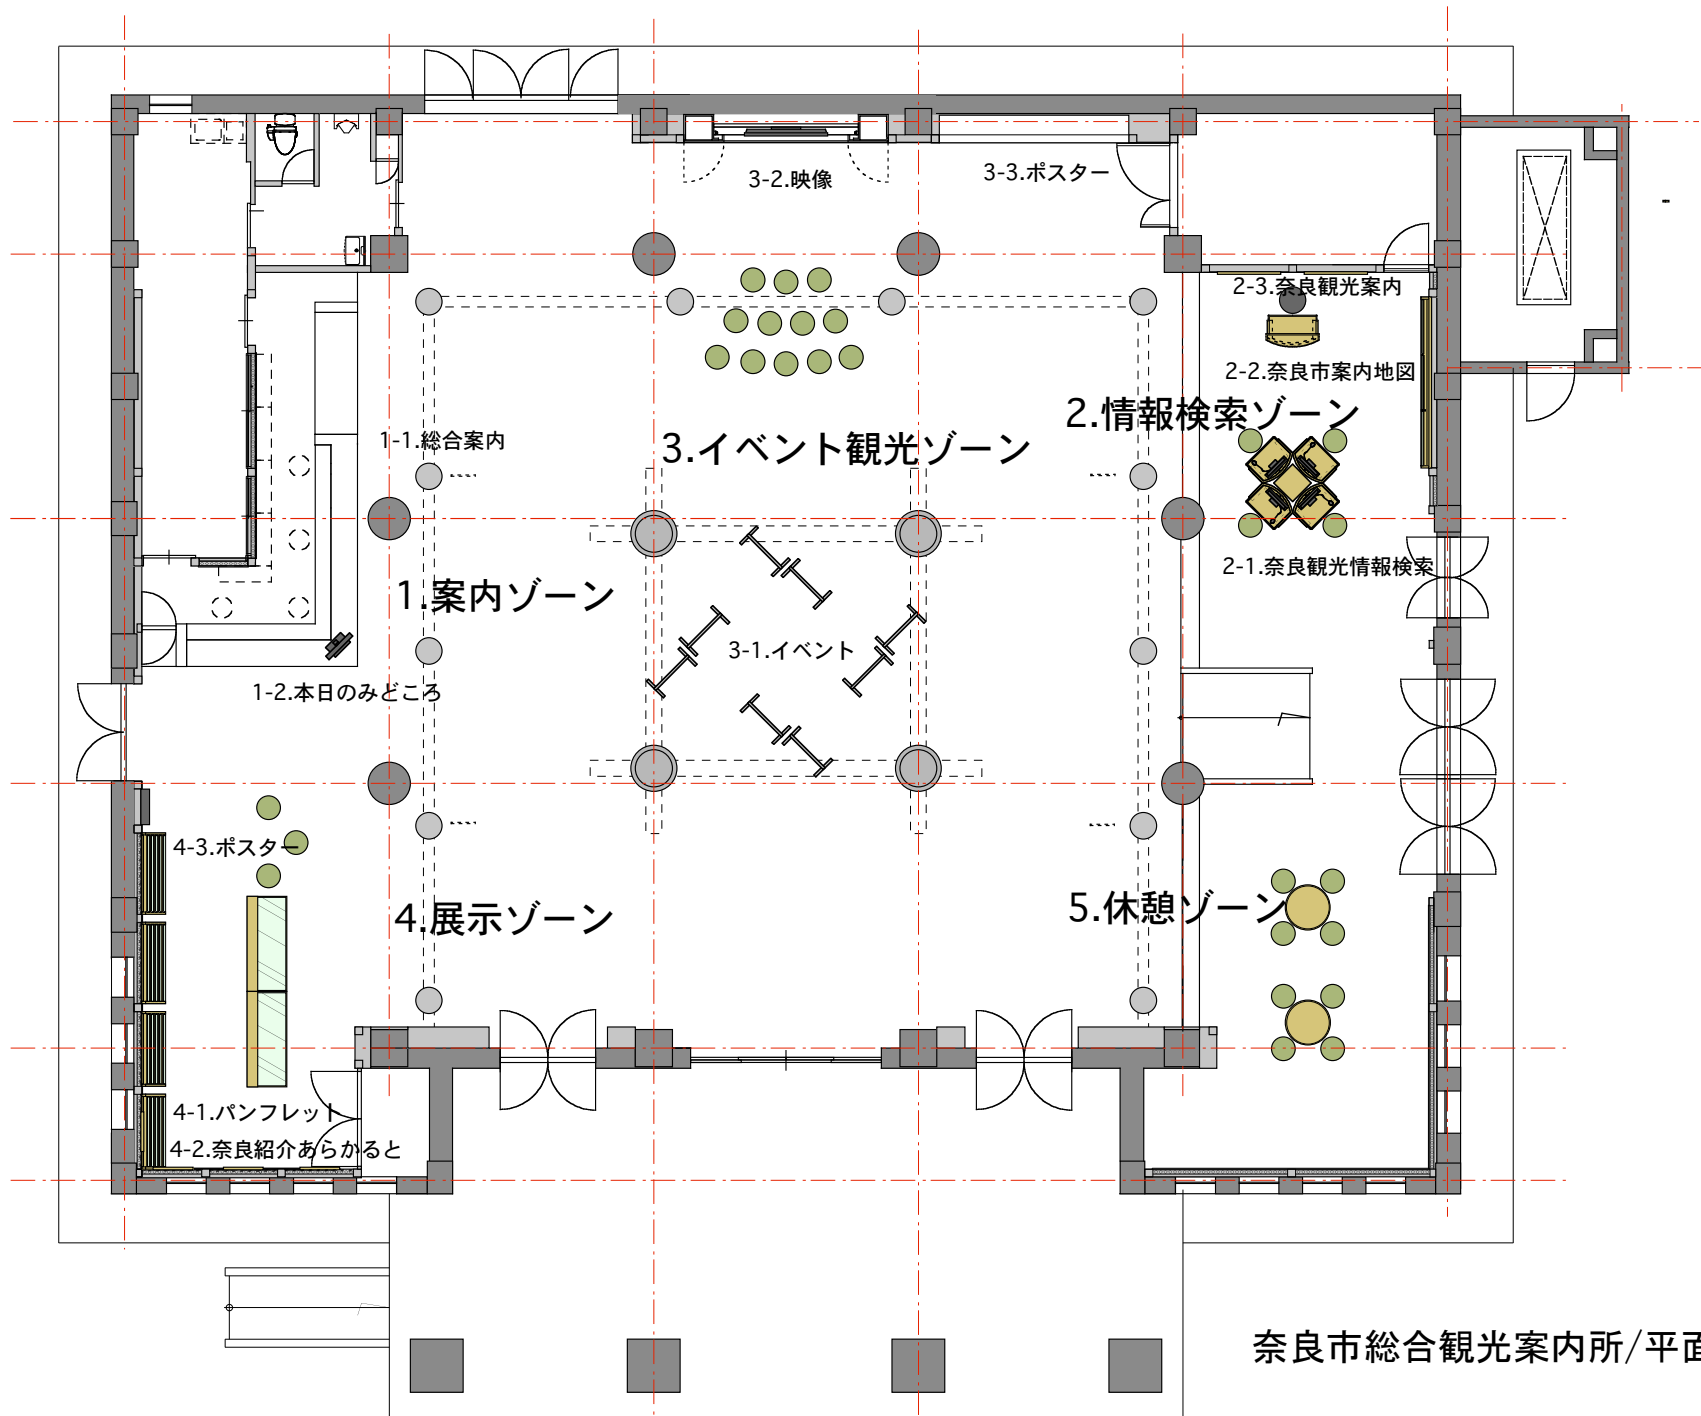 3-2.映像
3-3.ポスター
2-3.奈良観光案内
2-2.奈良市案内地図
2.情報検索ゾーン
1-1.総合案内
3.イベント観光ゾーン
2-1.奈良観光情報検索
1.案内ゾーン
3-1.イベント
1-2.本日のみどころ
4-3.ポスター
4.展示ゾーン
5.休憩ゾーン
4-1.パンフレット
4-2.奈良紹介あらかると
奈良市総合観光案内所/平面